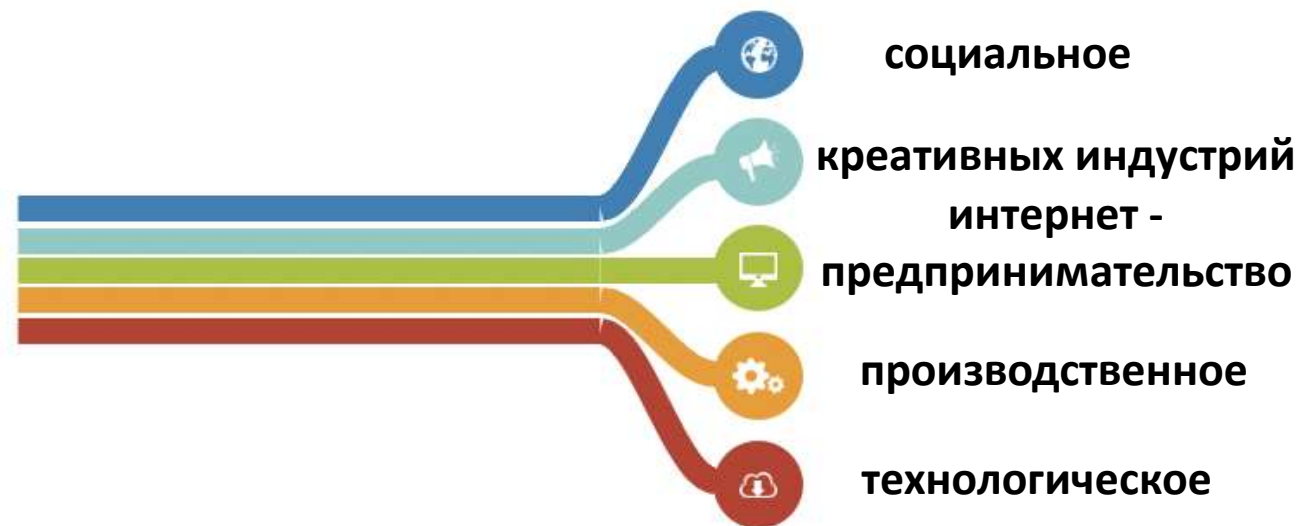 социальное
креативных индустрий
интернет -
предпринимательство
производственное
технологическое